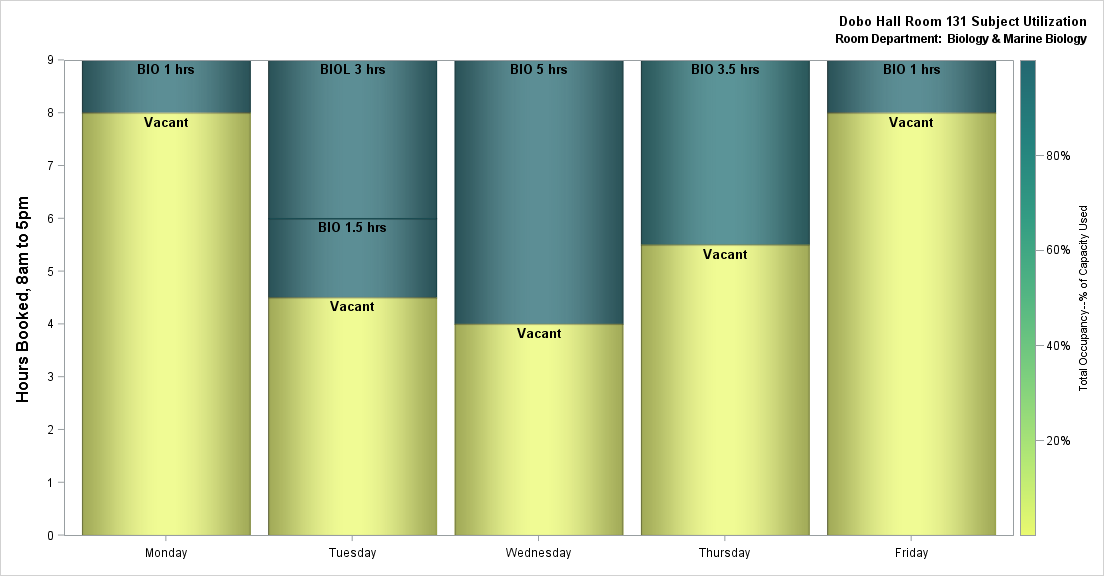 Dobo Hall Room 131 Subject Utilization
Room Department: Biology & Marine Biology
Hours Booked, 8am to 5pm
9
8
7
6
5
4
3
2
1
0
BIO 1 hrs
Vacant
BIOL 3 hrs
BIO 1.5 hrs
Vacant
BIO 5 hrs
Vacant
BIO 3.5 hrs
Vacant
BIO 1 hrs
Vacant
Monday
Tuesday
Wednesday
Thursday
Friday
80%
60%
40%
20%
Total Occupancy--% of Capacity Used